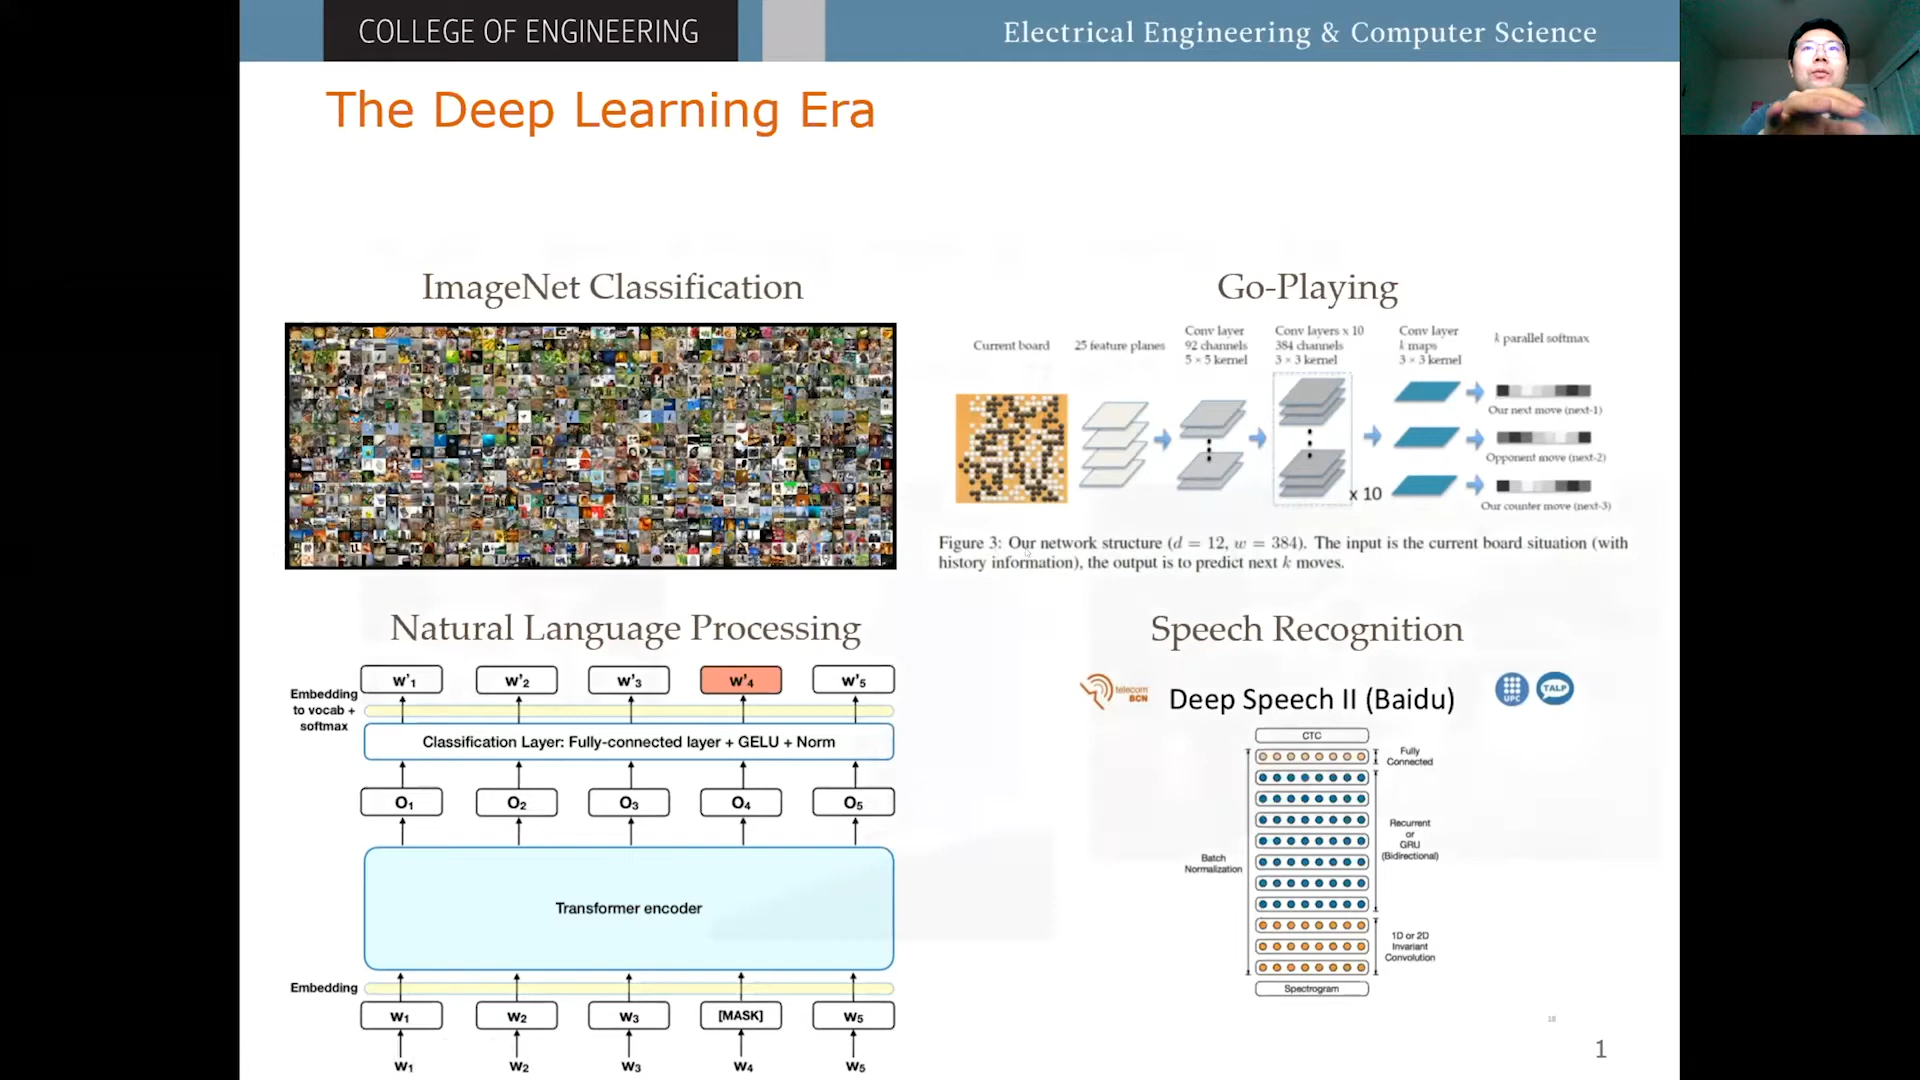 COLLEGE OF ENGINEERING
Electrical Engineering & Computer Science
The Deep Learning Era
ImageNet Classification
Go-Playing
Current board
25 feature planes
Conv layer
92 channels
5 × 5 kernel
Conv layers x 10
384 channels
3 × 3 kernel
Conv layer
k maps
3 × 3 kernel
k parallel softmax
Our next move (next-1)
Opponent move (next-2)
Our counter move (next-3)
x 10
Figure 3: Our network structure (d = 12, w = 384). The input is the current board situation (with
history information), the output is to predict next k moves.
Natural Language Processing
Embedding
to vocab +
softmax
W'1 W'2 W'3 W'4 W'5
Classification Layer: Fully-connected layer + GELU + Norm
O1 O2 O3 O4 O5
Transformer encoder
Embedding
W1 W2 W3 [MASK] W5
W1 W2 W3 W4 W5
Speech Recognition
telecom
BCN
Deep Speech II (Baidu)
UPC
TALP
CTC
Fully
Connected
Recurrent
or
GRU
(Bidirectional)
Batch
Normalization
1D or 2D
Invariant
Convolution
Spectrogram
18
1